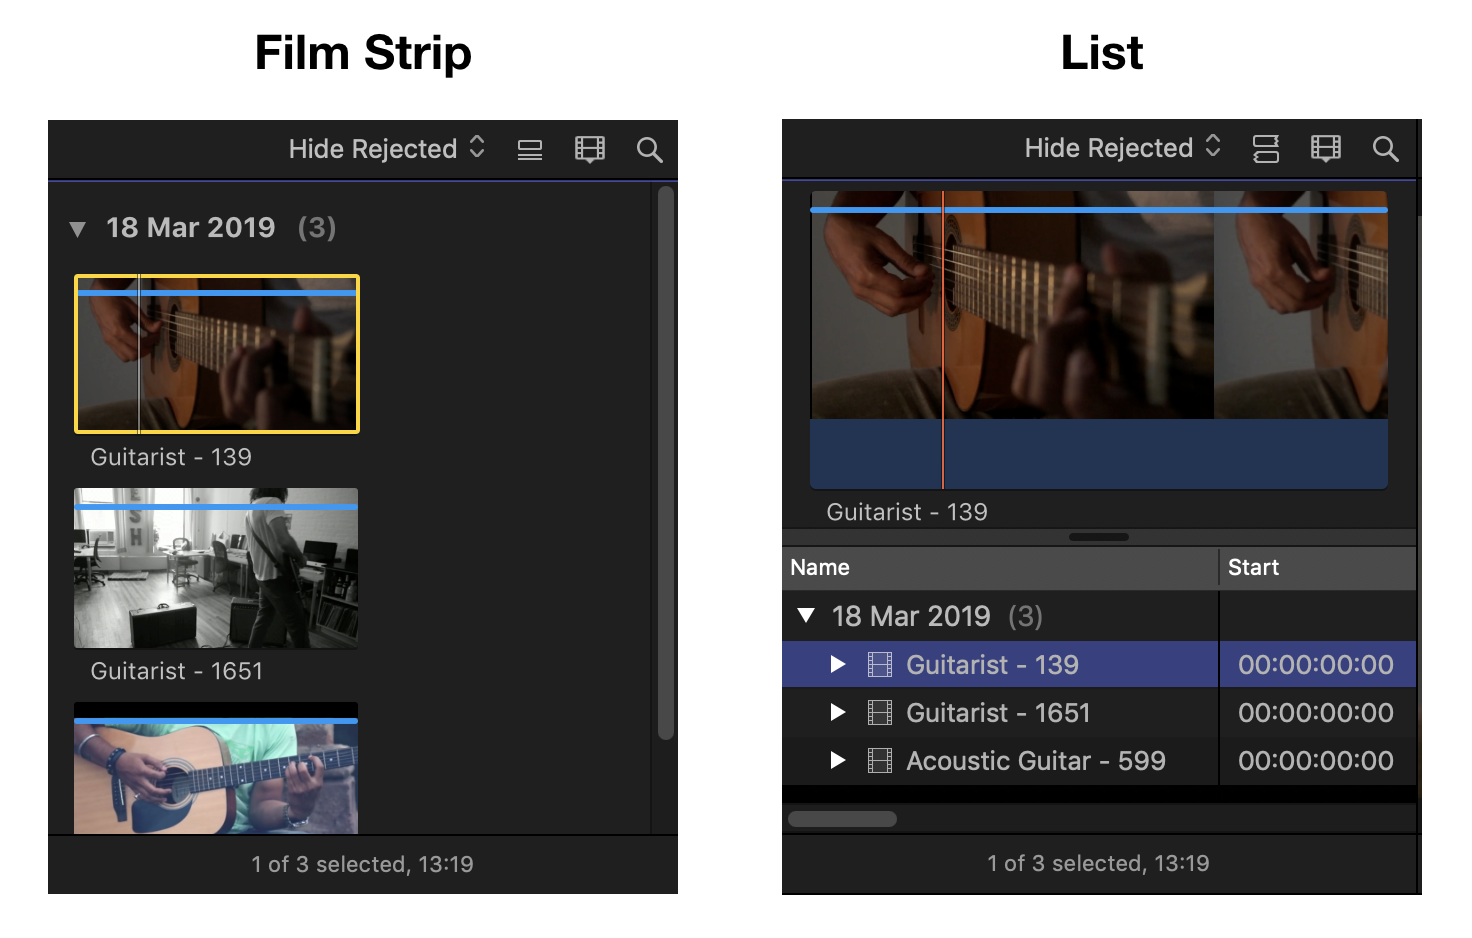 Film Strip
Hide Rejected
18 Mar 2019 (3)
Guitarist - 139
ESH
Guitarist - 1651
1 of 3 selected, 13:19
List
Hide Rejected
Guitarist - 139
Name Start
18 Mar 2019 (3)
Guitarist - 139 00:00:00:00
Guitarist - 1651 00:00:00:00
Acoustic Guitar - 599 00:00:00:00
1 of 3 selected, 13:19